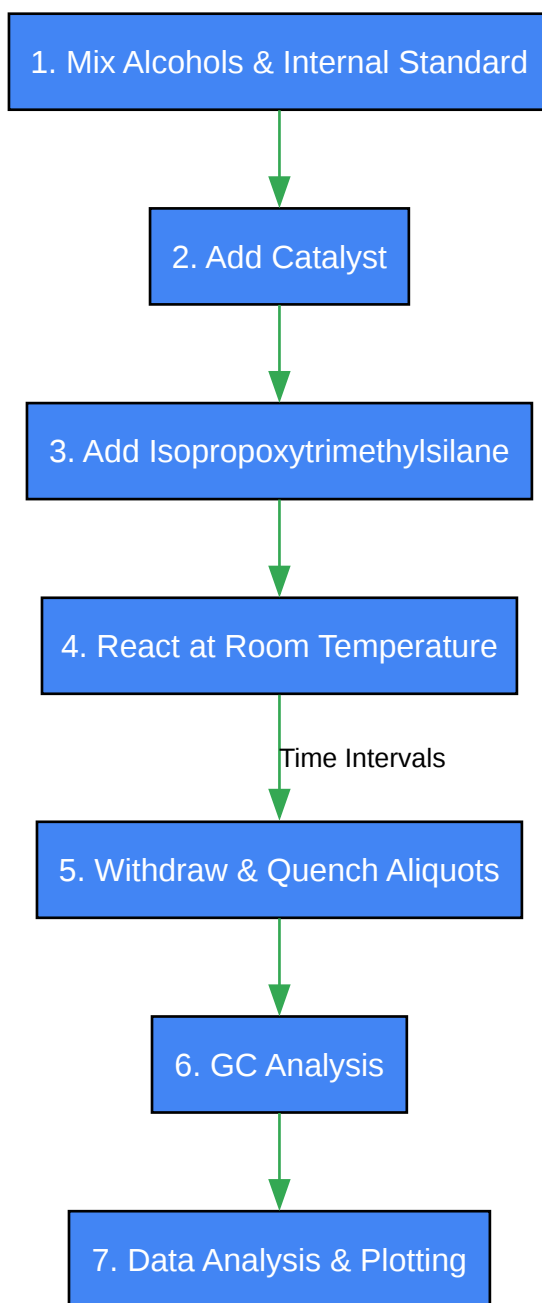 1. Mix Alcohols & Internal Standard
2. Add Catalyst
3. Add Isopropoxytrimethylsilane
4. React at Room Temperature
Time Intervals
5. Withdraw & Quench Aliquots
6. GC Analysis
7. Data Analysis & Plotting